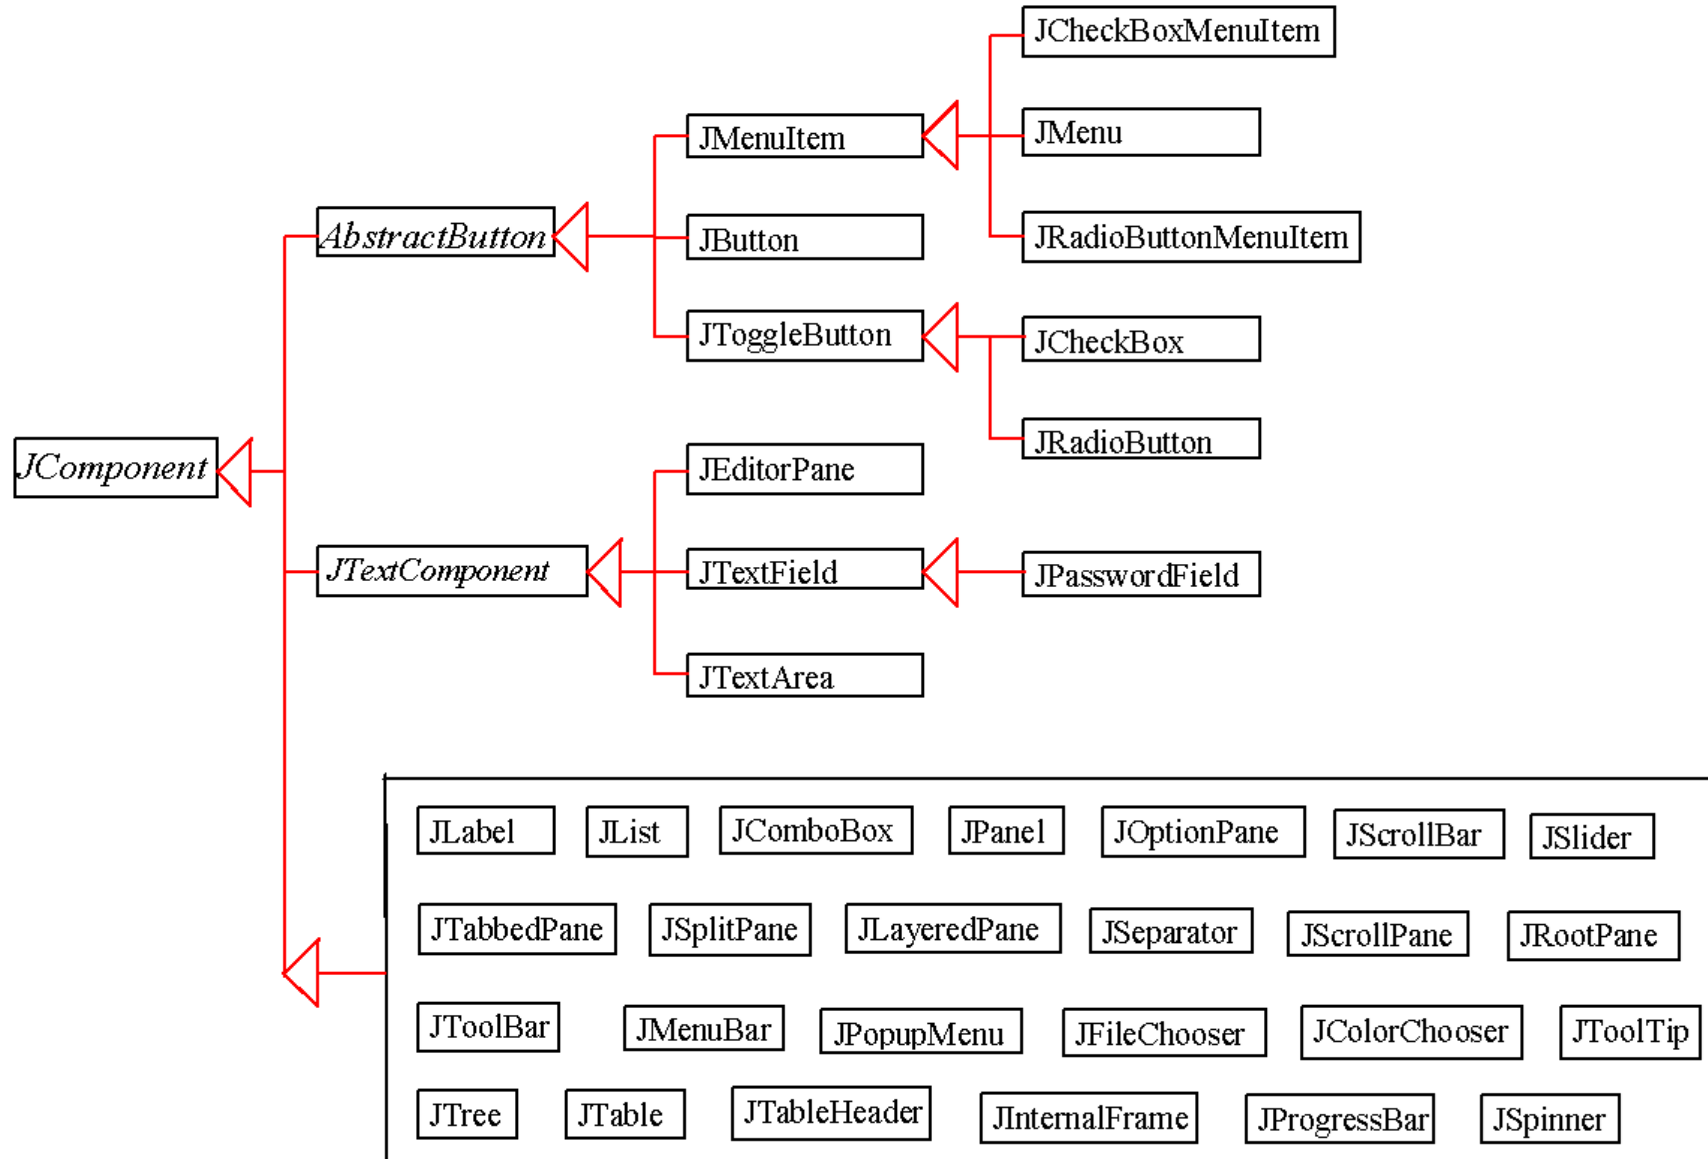 JCheckBoxMenuItem
JMenuItem
JMenu
AbstractButton
JButton
JRadioButtonMenuItem
JToggleButton
JCheckBox
JRadioButton
JComponent
JEditorPane
JTextComponent
JTextField
JPasswordField
JTextArea
JLabel JList JComboBox JPanel JOptionPane JScrollBar JSlider
JTabbedPane JSplitPane JLayeredPane JSeparator JScrollPane JRootPane
JToolBar JMenuBar JPopupMenu JFileChooser JColorChooser JToolTip
JTree JTable JTableHeader JInternalFrame JProgressBar JSpinner